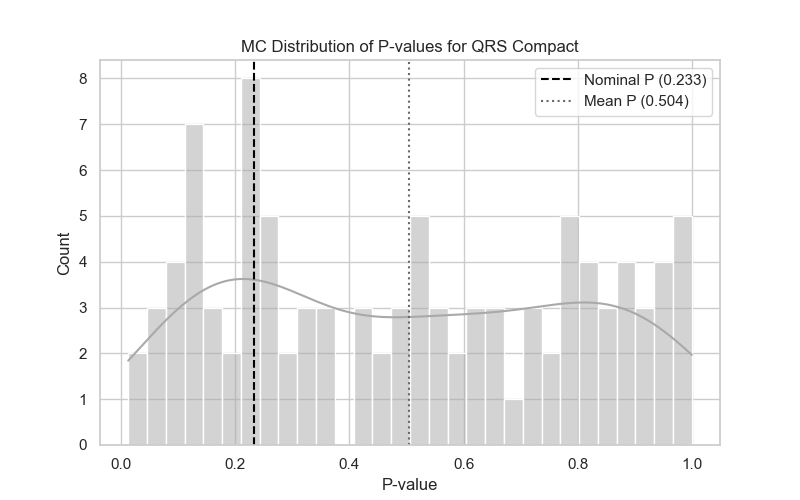 MC Distribution of P-values for QRS Compact
Nominal P (0.233)
Mean P (0.504)
8
7
6
5
4
3
2
1
0
Count
0.0 0.2 0.4 0.6 0.8 1.0
P-value